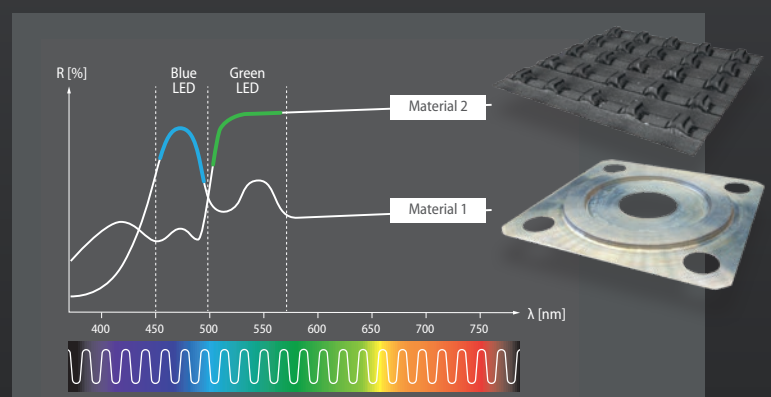 R [%]
Blue
LED
Green
LED
Material 2
Material 1
λ [nm]
400 450 500 550 600 650 700 750